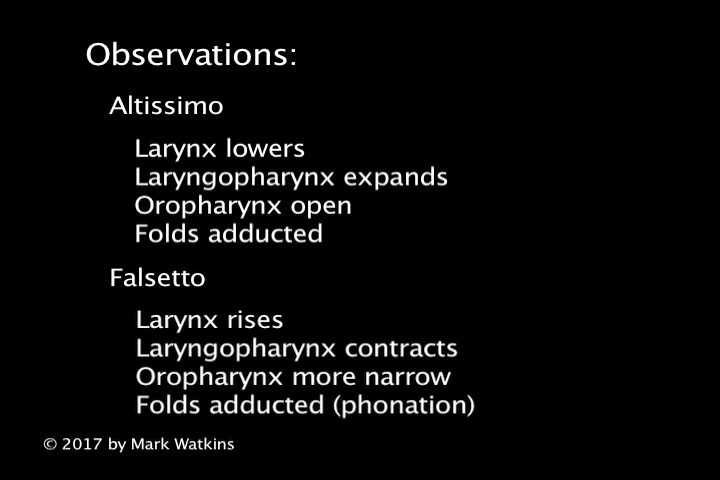 Observations:
Altissimo
Larynx lowers
Laryngopharynx expands
Oropharynx open
Folds adducted
Falsetto
Larynx rises
Laryngopharynx contracts
Oropharynx more narrow
Folds adducted (phonation)
© 2017 by Mark Watkins